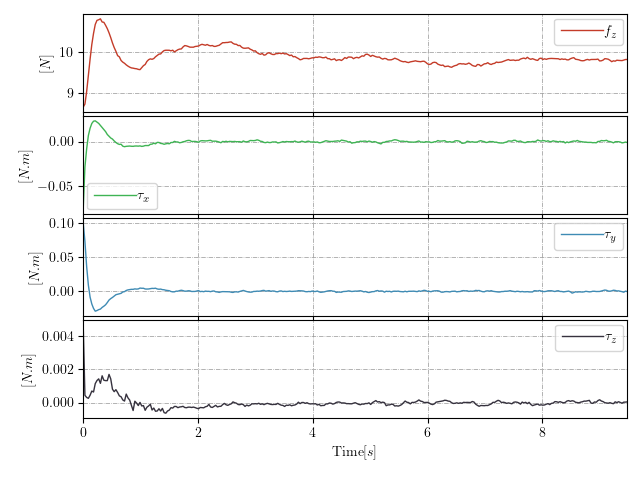 [N]
10
9
f_z
[N.m]
0.00
−0.05
τ_x
[N.m]
0.10
0.05
0.00
τ_y
[N.m]
0.004
0.002
0.000
τ_z
0 2 4 6 8
Time[s]